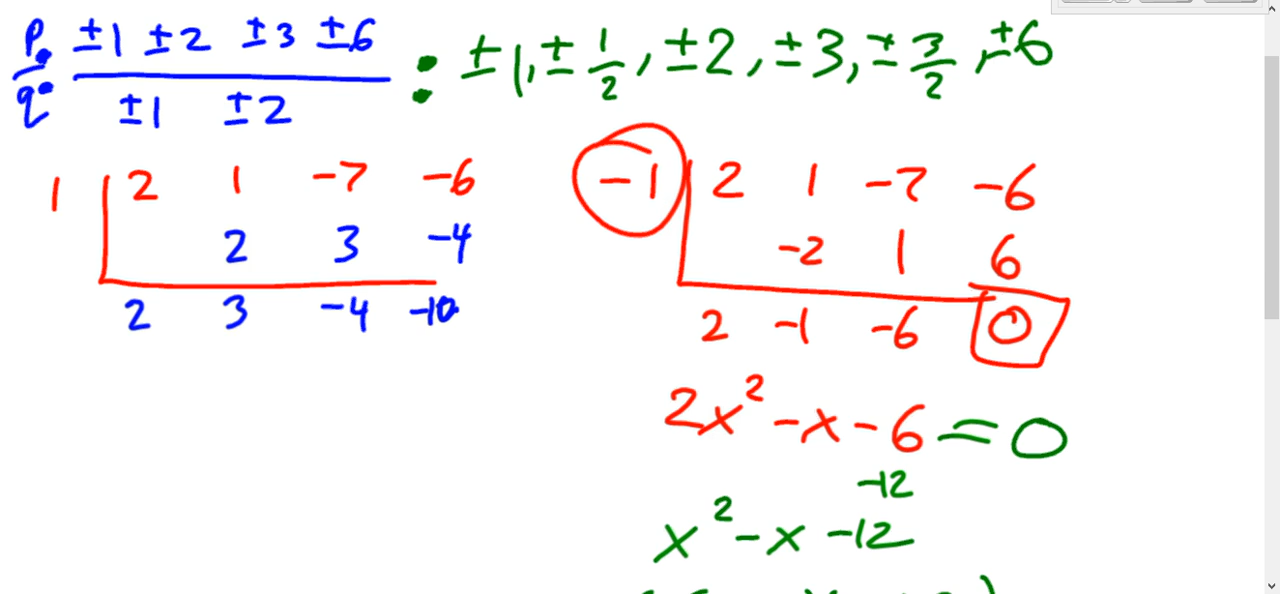 p/q ±1 ±2 ±3 ±6 / ±1 ±2 : ±1, ±1/2, ±2, ±3, ±3/2, ±6
1 | 2 1 -7 -6
2 3 -4
2 3 -4 -10
-1 | 2 1 -7 -6
-2 1 6
2 -1 -6 0
2x² -x -6 = 0
-12
x² -x -12